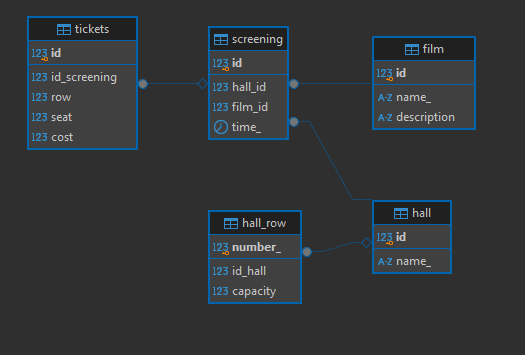 tickets
123 id
123 id_screening
123 row
123 seat
123 cost
screening
123 id
123 hall_id
123 film_id
time_
film
123 id
A-Z name_
A-Z description
hall_row
123 number_
123 id_hall
123 capacity
hall
123 id
A-Z name_